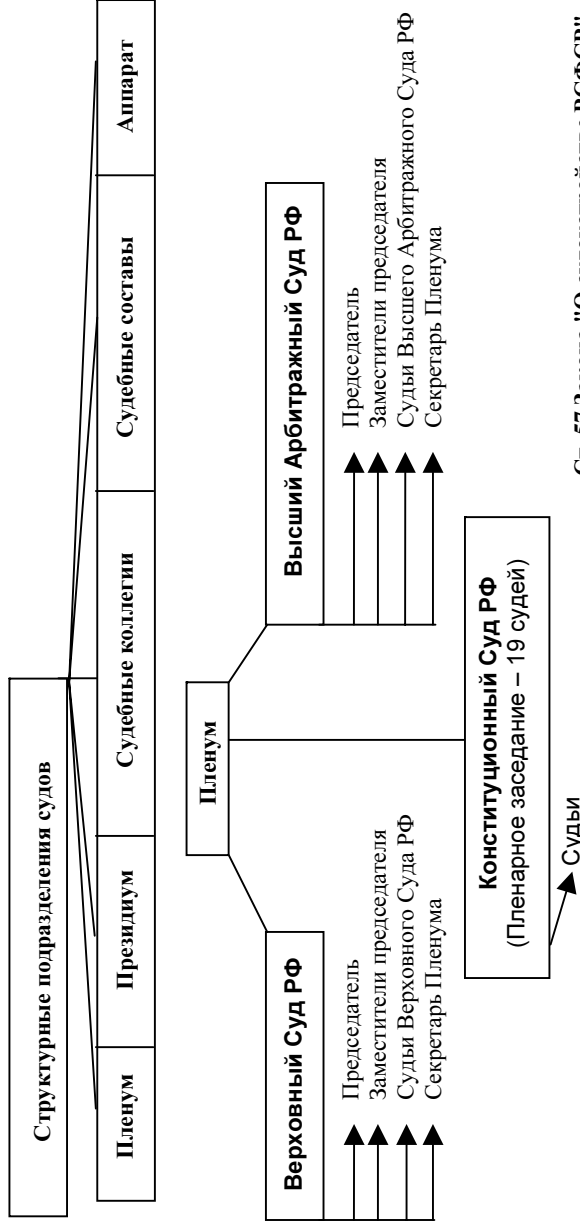 Структурные подразделения судов
Пленум
Президиум
Судебные коллегии
Судебные составы
Аппарат
Пленум
Верховный Суд РФ
Председатель
Заместители председателя
Судьи Верховного Суда РФ
Секретарь Пленума
Высший Арбитражный Суд РФ
Председатель
Заместители председателя
Судьи Высшего Арбитражного Суда РФ
Секретарь Пленума
Конституционный Суд РФ
(Пленарное заседание – 19 судей)
Судьи